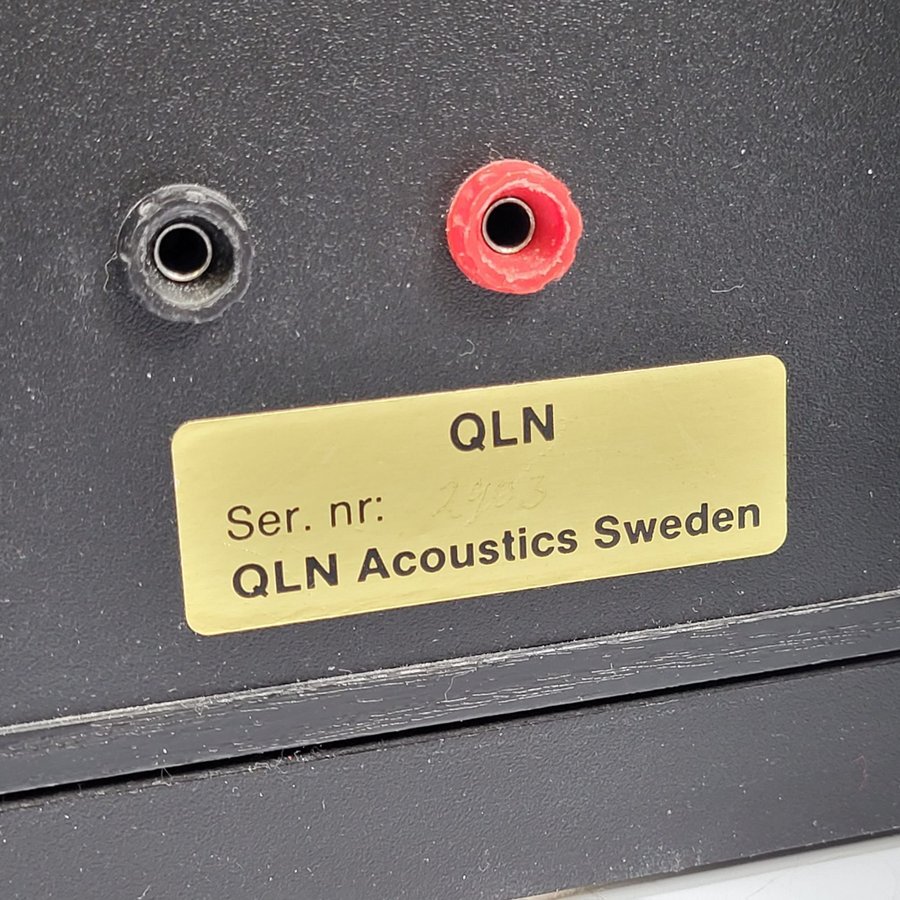 QLN
Ser. nr:
QLN Acoustics Sweden